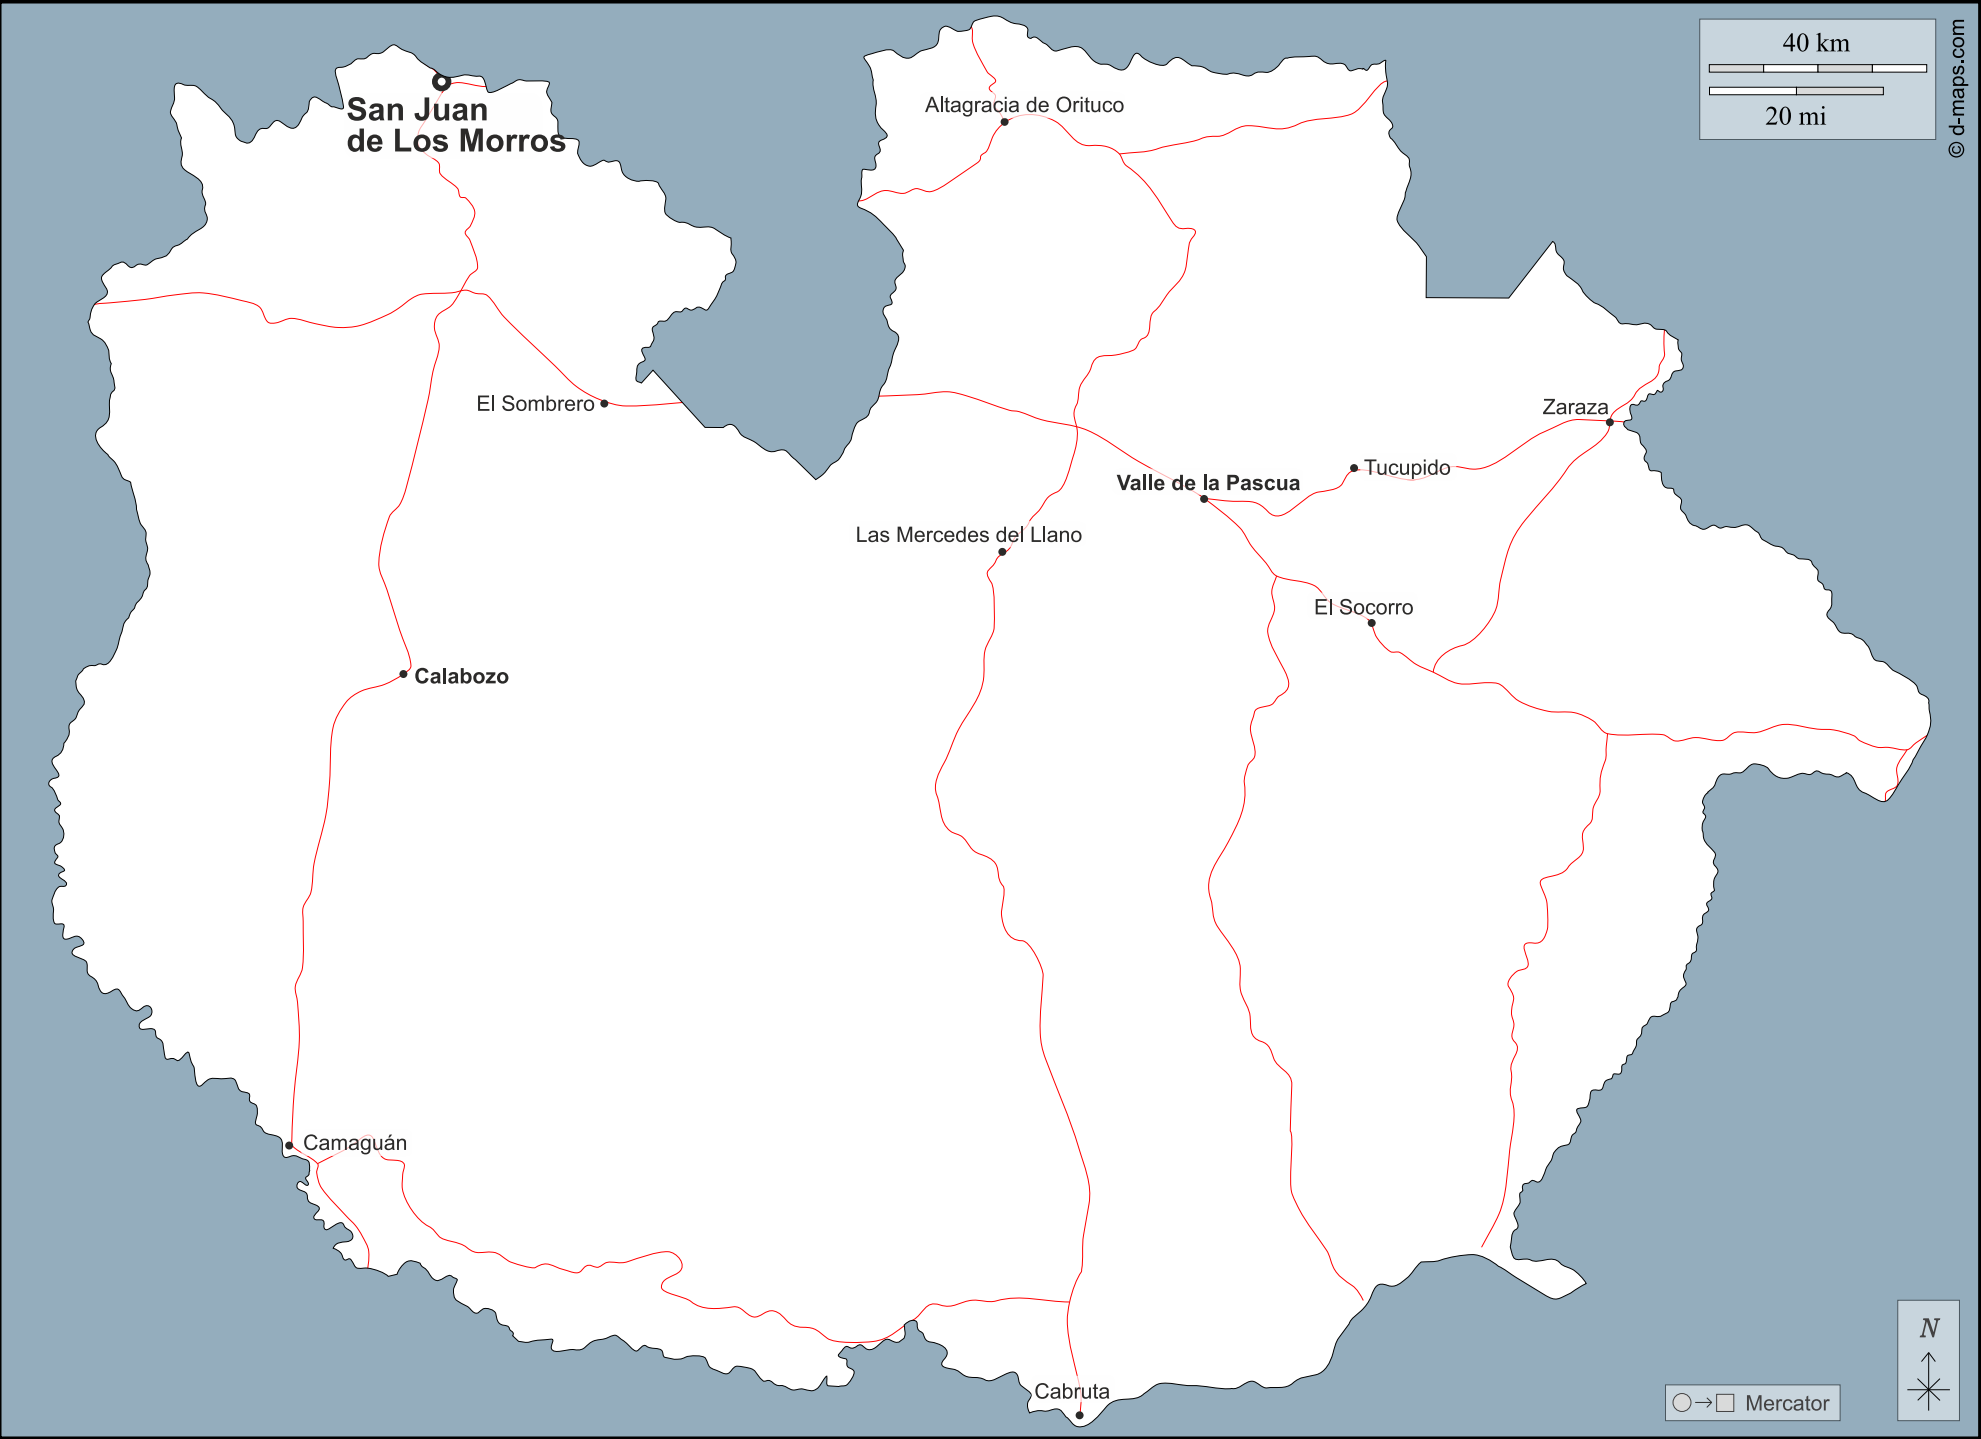 40 km
20 mi
© d-maps.com
San Juan
de Los Morros
Altagracia de Orituco
El Sombrero
Zaraza
Tucupido
Valle de la Pascua
Las Mercedes del Llano
El Socorro
Calabozo
Camaguán
Cabruta
N
Mercator